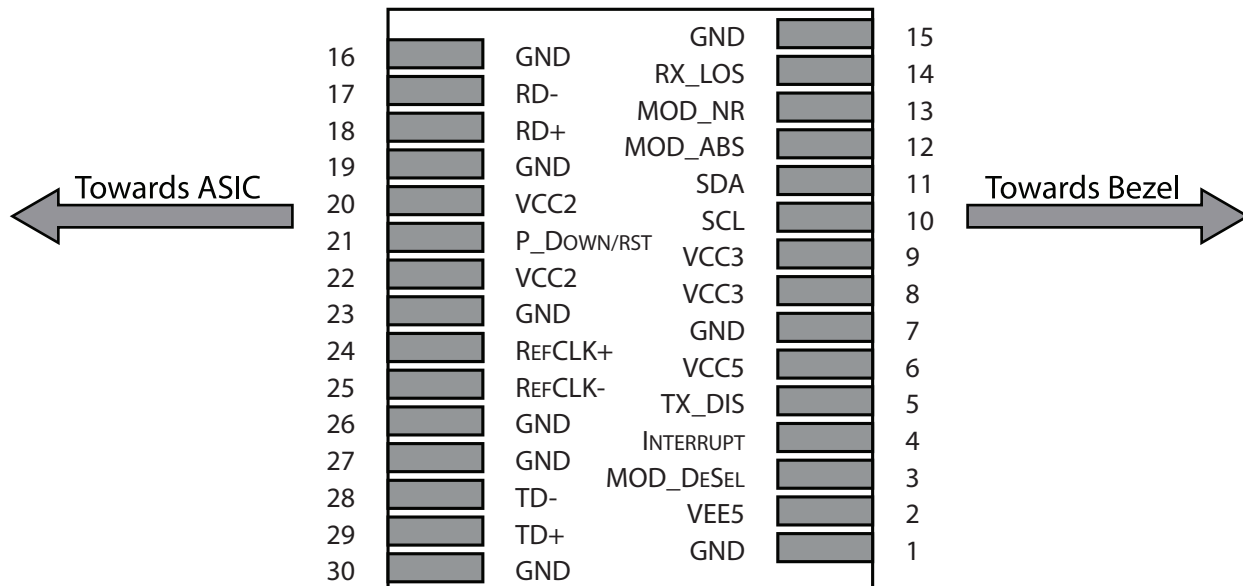 GND 15
16 GND
RX_LOS 14
17 RD-
MOD_NR 13
18 RD+
MOD_ABS 12
19 GND
SDA 11
Towards ASIC
Towards Bezel
20 VCC2
SCL 10
21 P_DOWN/RST
VCC3 9
22 VCC2
VCC3 8
23 GND
GND 7
24 REFCLK+
VCC5 6
25 REFCLK-
TX_DIS 5
26 GND
INTERRUPT 4
27 GND
MOD_DESEL 3
28 TD-
VEE5 2
29 TD+
GND 1
30 GND